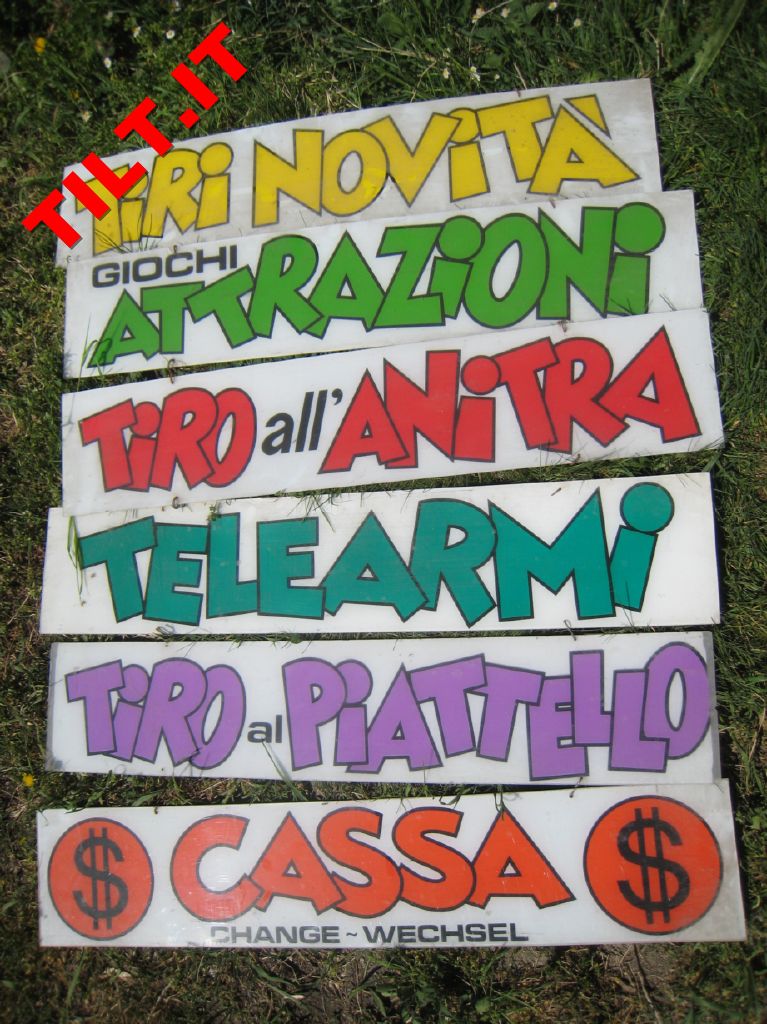 TILT.IT
TiRi NOViTÀ
GIOCHI
ATTRAZiONi
TiRO all'ANiTRA
TELEARMi
TiRO al PiATTELLO
$ CASSA $
CHANGE ~ WECHSEL